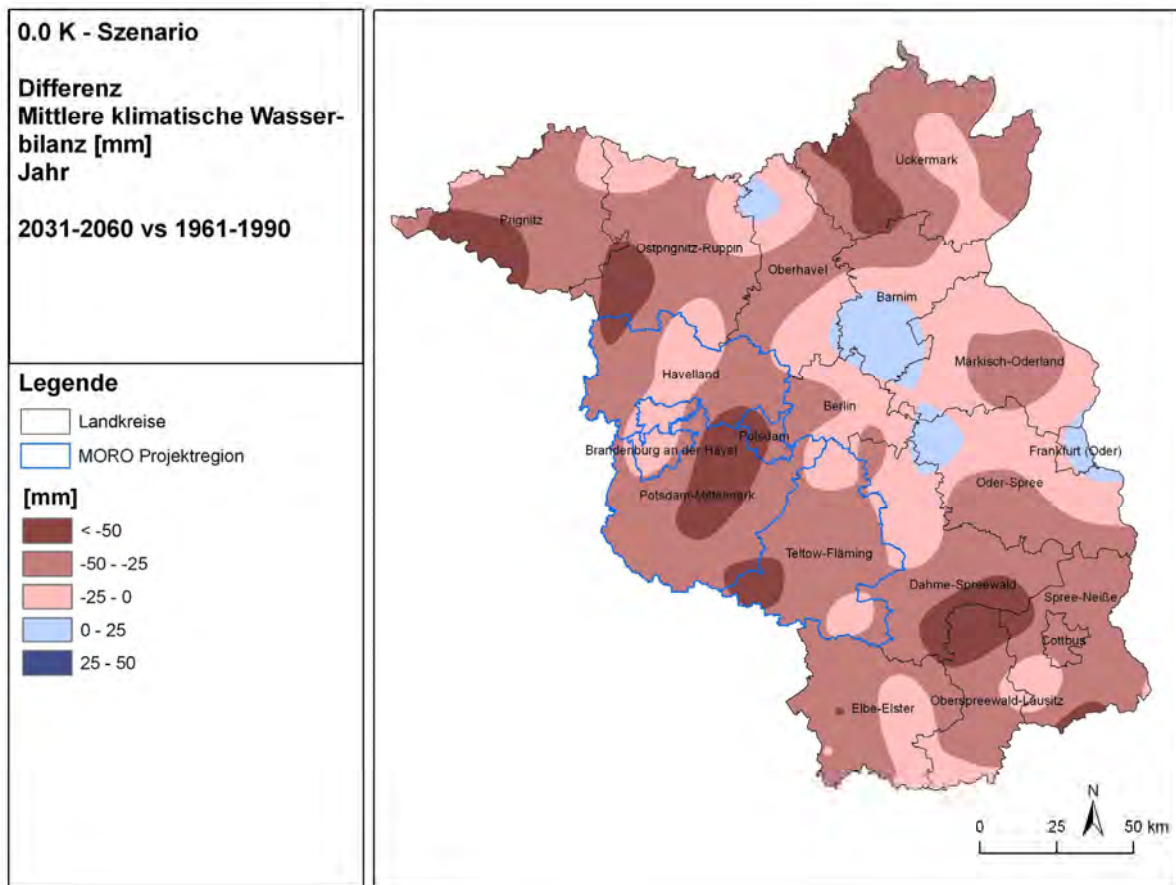 0.0 K - Szenario
Differenz
Mittlere klimatische Wasser-
bilanz [mm]
Jahr
2031-2060 vs 1961-1990
Legende
Landkreise
MORO Projektregion
[mm]
< -50
-50 - -25
-25 - 0
0 - 25
25 - 50
Uckermark
Prignitz
Ostprignitz-Ruppin
Oberhavel
Barnim
Märkisch-Oderland
Havelland
Berlin
Potsdam
Brandenburg an der Havel
Frankfurt (Oder)
Potsdam-Mittelmark
Oder-Spree
Teltow-Fläming
Dahme-Spreewald
Spree-Neiße
Cottbus
Oberspreewald-Lausitz
Elbe-Elster
N
0 25 50 km